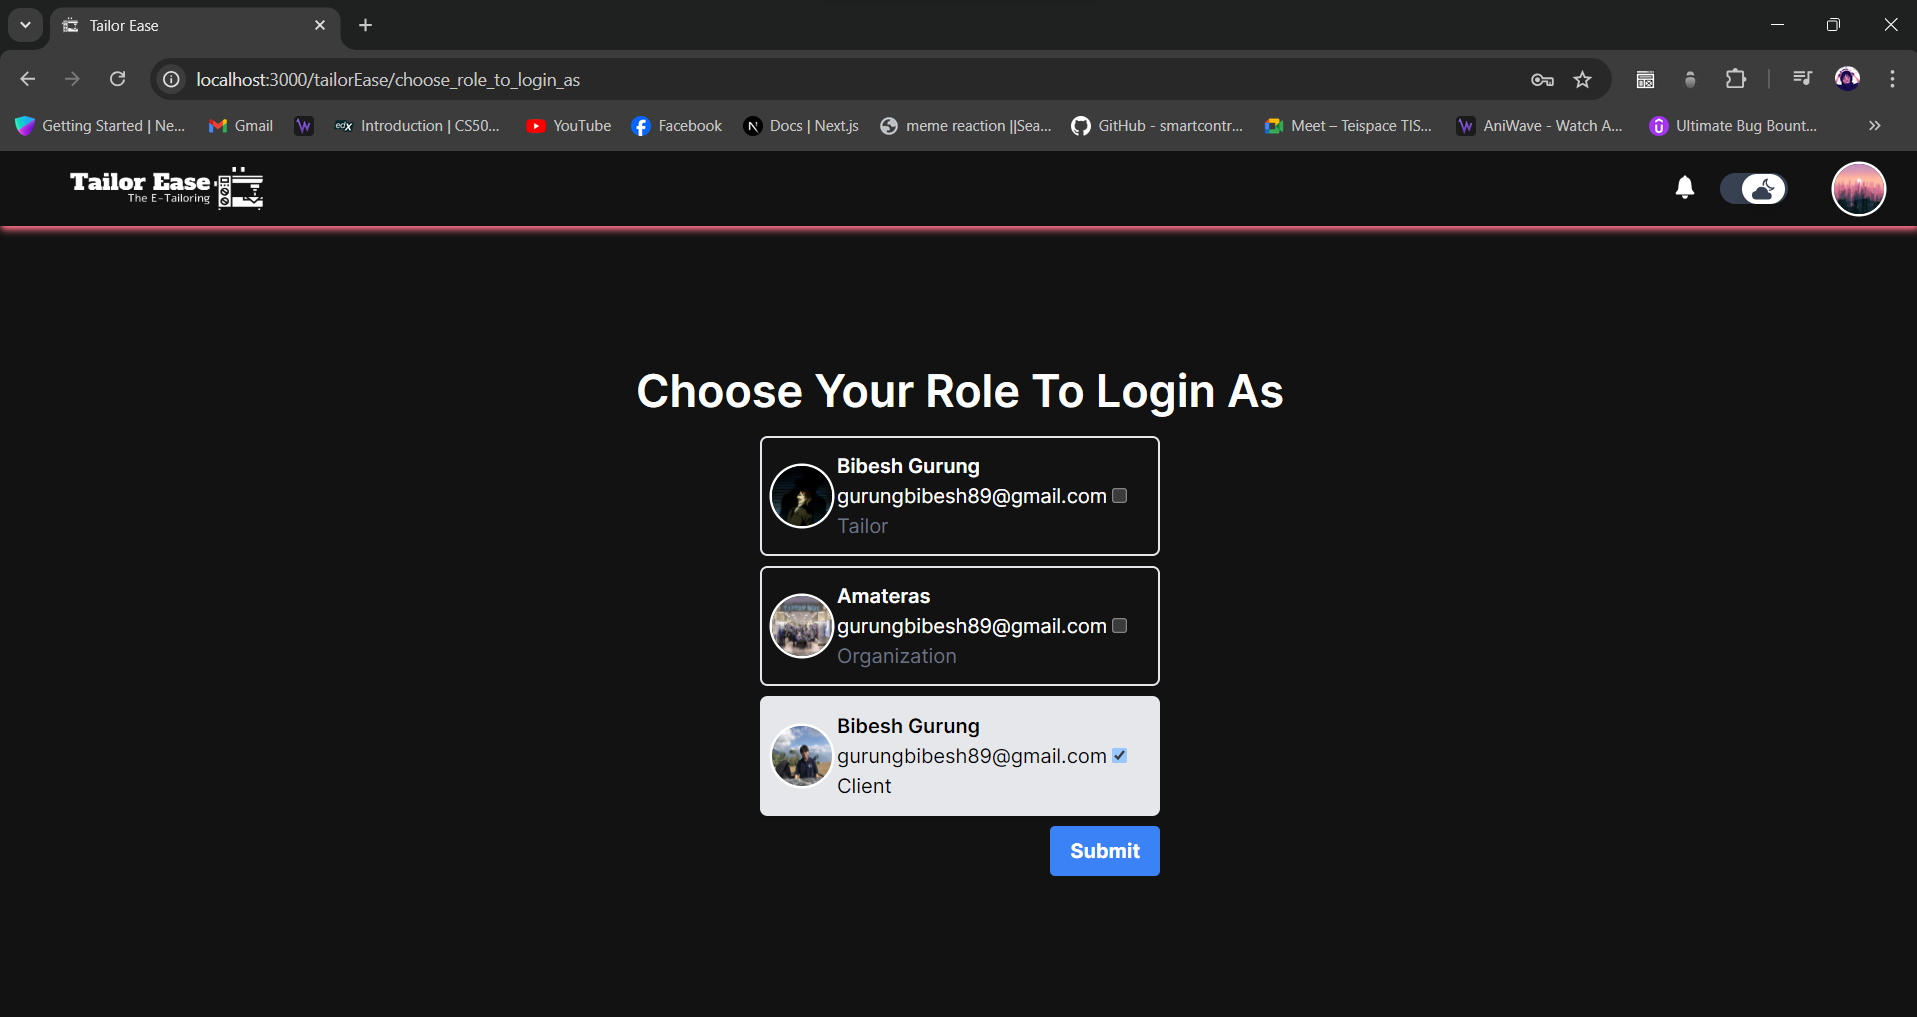 Tailor Ease
localhost:3000/tailorEase/choose_role_to_login_as
Getting Started | Ne...
Gmail
edX Introduction | CS50...
YouTube
Facebook
Docs | Next.js
meme reaction ||Sea...
GitHub - smartcontr...
Meet – Teispace TIS...
AniWave - Watch A...
Ultimate Bug Bount...
Tailor Ease
The E-Tailoring
Choose Your Role To Login As
Bibesh Gurung
gurungbibesh89@gmail.com
Tailor
Amateras
gurungbibesh89@gmail.com
Organization
Bibesh Gurung
gurungbibesh89@gmail.com
Client
Submit